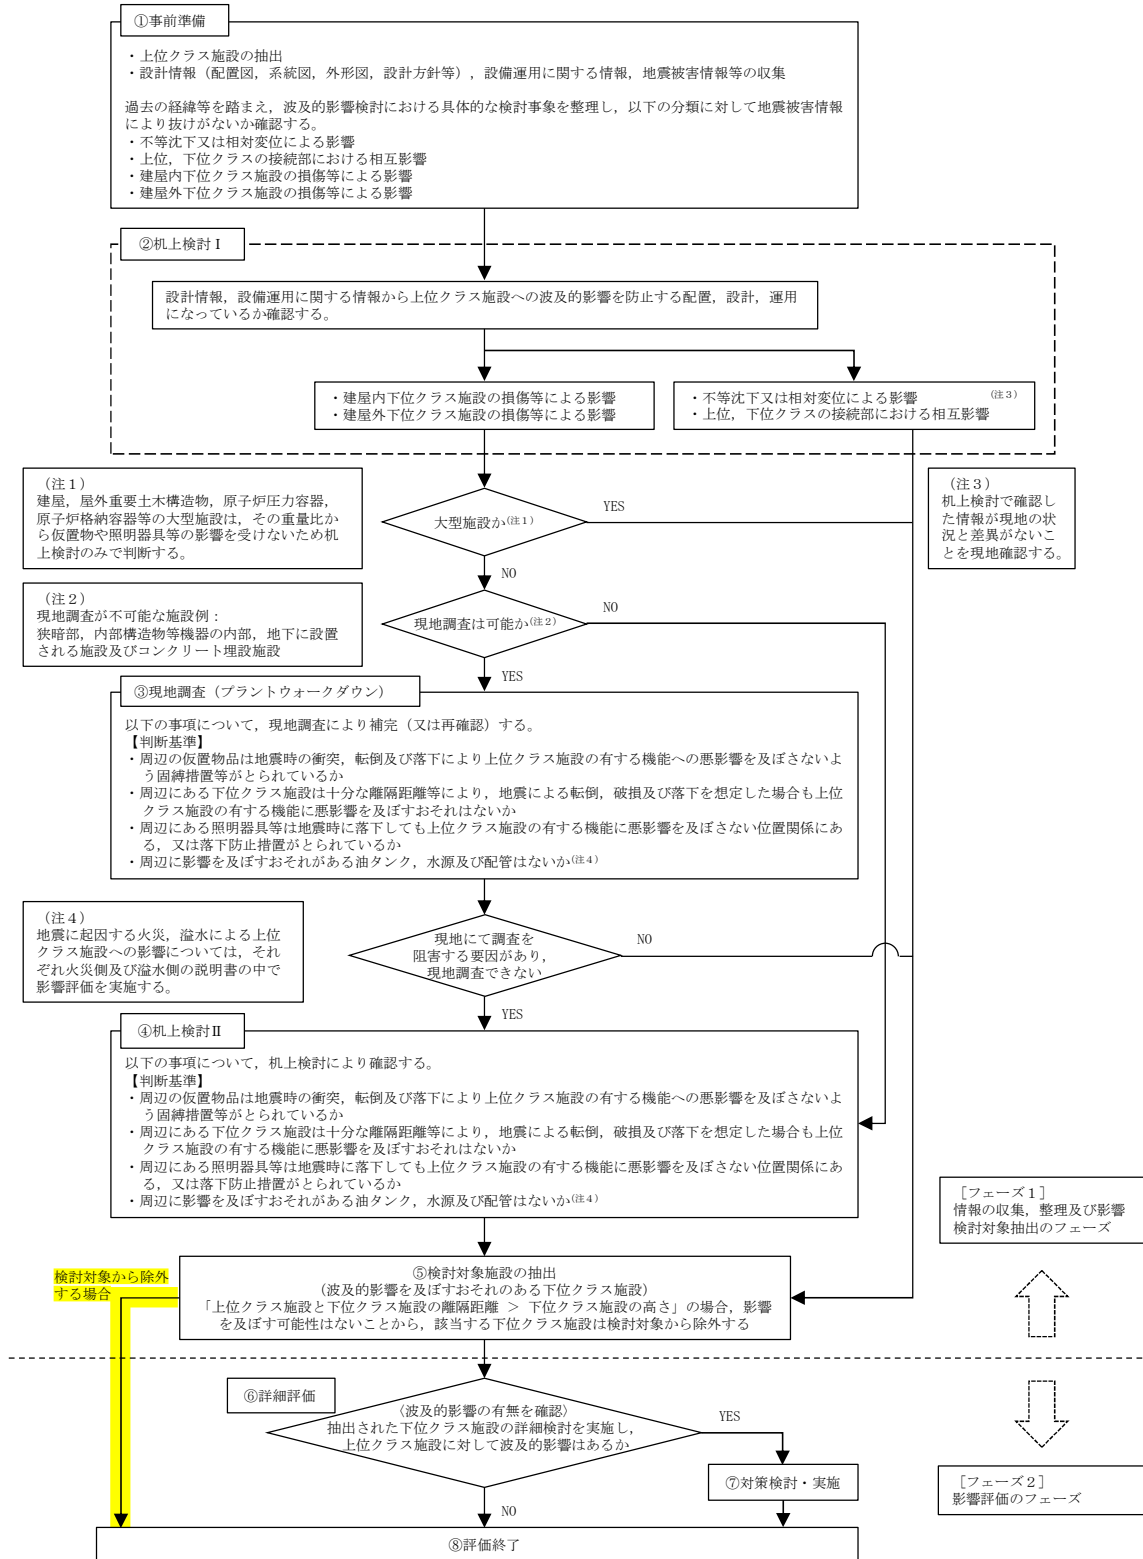 ①事前準備
・上位クラス施設の抽出
・設計情報（配置図，系統図，外形図，設計方針等），設備運用に関する情報，地震被害情報等の収集
過去の経緯等を踏まえ，波及的影響検討における具体的な検討事象を整理し，以下の分類に対して地震被害情報
により抜けがないか確認する。
・不等沈下又は相対変位による影響
・上位，下位クラスの接続部における相互影響
・建屋内下位クラス施設の損傷等による影響
・建屋外下位クラス施設の損傷等による影響
②机上検討Ⅰ
設計情報，設備運用に関する情報から上位クラス施設への波及的影響を防止する配置，設計，運用
になっているか確認する。
・建屋内下位クラス施設の損傷等による影響
・建屋外下位クラス施設の損傷等による影響
・不等沈下又は相対変位による影響（注３）
・上位，下位クラスの接続部における相互影響
（注１）
建屋，屋外重要土木構造物，原子炉圧力容器，
原子炉格納容器等の大型施設は，その重量比か
ら仮置物や照明器具等の影響を受けないため机
上検討のみで判断する。
大型施設か（注１）
YES
（注３）
机上検討で確認し
た情報が現地の状
況と差異がないこ
とを現地確認する。
NO
（注２）
現地調査が不可能な施設例：
狭暗部，内部構造物等機器の内部，地下に設置
される施設及びコンクリート埋設施設
現地調査は可能か（注２）
NO
YES
③現地調査（プラントウォークダウン）
以下の事項について，現地調査により補完（又は再確認）する。
【判断基準】
・周辺の仮置物品は地震時の衝突，転倒及び落下により上位クラス施設の有する機能への悪影響を及ぼさないよ
う固縛措置等がとられているか
・周辺にある下位クラス施設は十分な離隔距離等により，地震による転倒，破損及び落下を想定した場合も上位
クラス施設の有する機能に悪影響を及ぼすおそれはないか
・周辺にある照明器具等は地震時に落下しても上位クラス施設の有する機能に悪影響を及ぼさない位置関係にあ
る，又は落下防止措置がとられているか
・周辺に影響を及ぼすおそれがある油タンク，水源及び配管はないか（注４）
（注４）
地震に起因する火災，溢水による上位
クラス施設への影響については，それ
ぞれ火災側及び溢水側の説明書の中で
影響評価を実施する。
現地にて調査を
阻害する要因があり，
現地調査できない
NO
YES
④机上検討Ⅱ
以下の事項について，机上検討により確認する。
【判断基準】
・周辺の仮置物品は地震時の衝突，転倒及び落下により上位クラス施設の有する機能への悪影響を及ぼさないよ
う固縛措置等がとられているか
・周辺にある下位クラス施設は十分な離隔距離等により，地震による転倒，破損及び落下を想定した場合も上位
クラス施設の有する機能に悪影響を及ぼすおそれはないか
・周辺にある照明器具等は地震時に落下しても上位クラス施設の有する機能に悪影響を及ぼさない位置関係にあ
る，又は落下防止措置がとられているか
・周辺に影響を及ぼすおそれがある油タンク，水源及び配管はないか（注４）
［フェーズ１］
情報の収集，整理及び影響
検討対象抽出のフェーズ
検討対象から除外
する場合
⑤検討対象施設の抽出
(波及的影響を及ぼすおそれのある下位クラス施設)
「上位クラス施設と下位クラス施設の離隔距離 ＞ 下位クラス施設の高さ」の場合，影響
を及ぼす可能性はないことから，該当する下位クラス施設は検討対象から除外する
⑥詳細評価
〈波及的影響の有無を確認〉
抽出された下位クラス施設の詳細検討を実施し，
上位クラス施設に対して波及的影響はあるか
YES
⑦対策検討・実施
［フェーズ２］
影響評価のフェーズ
NO
⑧評価終了